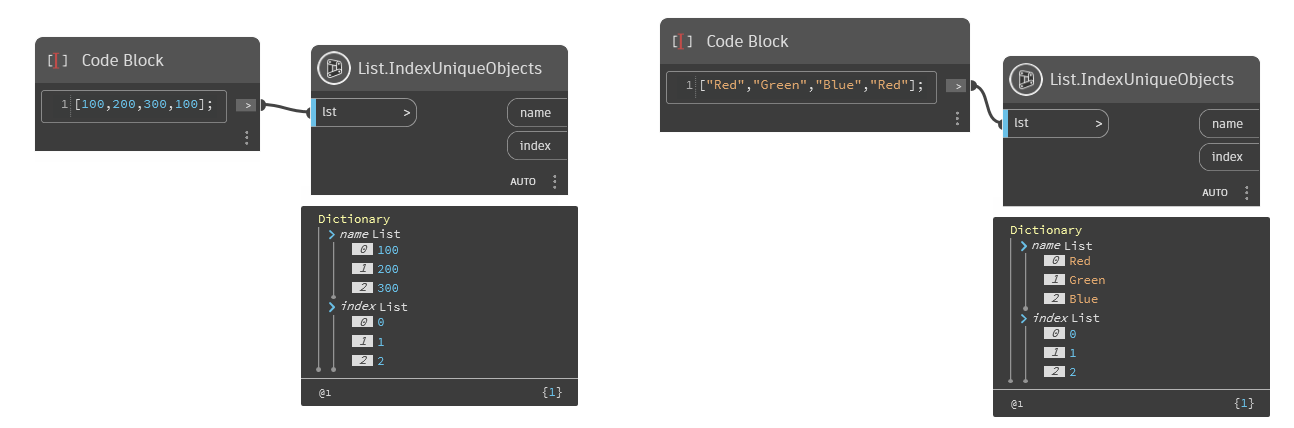 Code Block
1 [100,200,300,100]; >
List.IndexUniqueObjects
lst > name
index
AUTO
Dictionary
name List
0 100
1 200
2 300
index List
0 0
1 1
2 2
@1 {1}
Code Block
1 ["Red","Green","Blue","Red"]; >
List.IndexUniqueObjects
lst > name
index
AUTO
Dictionary
name List
0 Red
1 Green
2 Blue
index List
0 0
1 1
2 2
@1 {1}